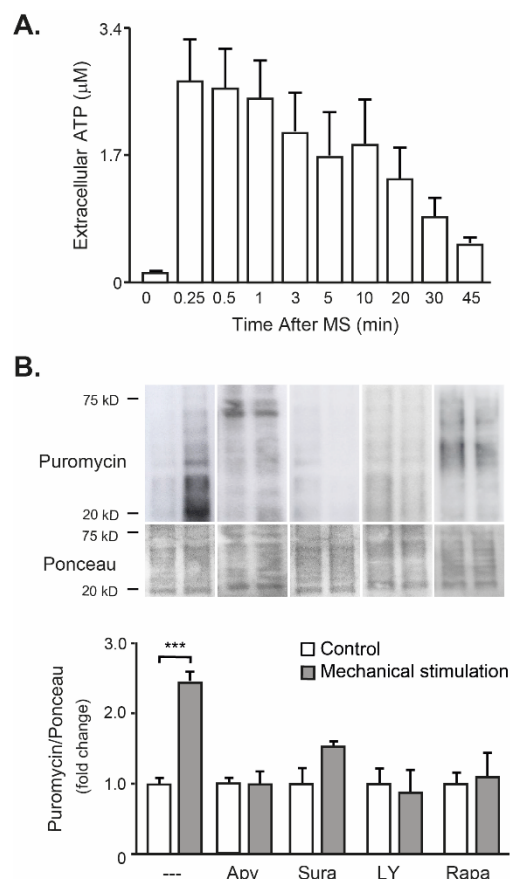 A.
3.4
1.7
0
Extracellular ATP (μM)
0 0.25 0.5 1 3 5 10 20 30 45
Time After MS (min)
B.
75 kD
Puromycin
20 kD
75 kD
Ponceau
20 kD
3.0
2.0
1.0
0
Puromycin/Ponceau
(fold change)
***
Control
Mechanical stimulation
--- Apy Sura LY Rapa